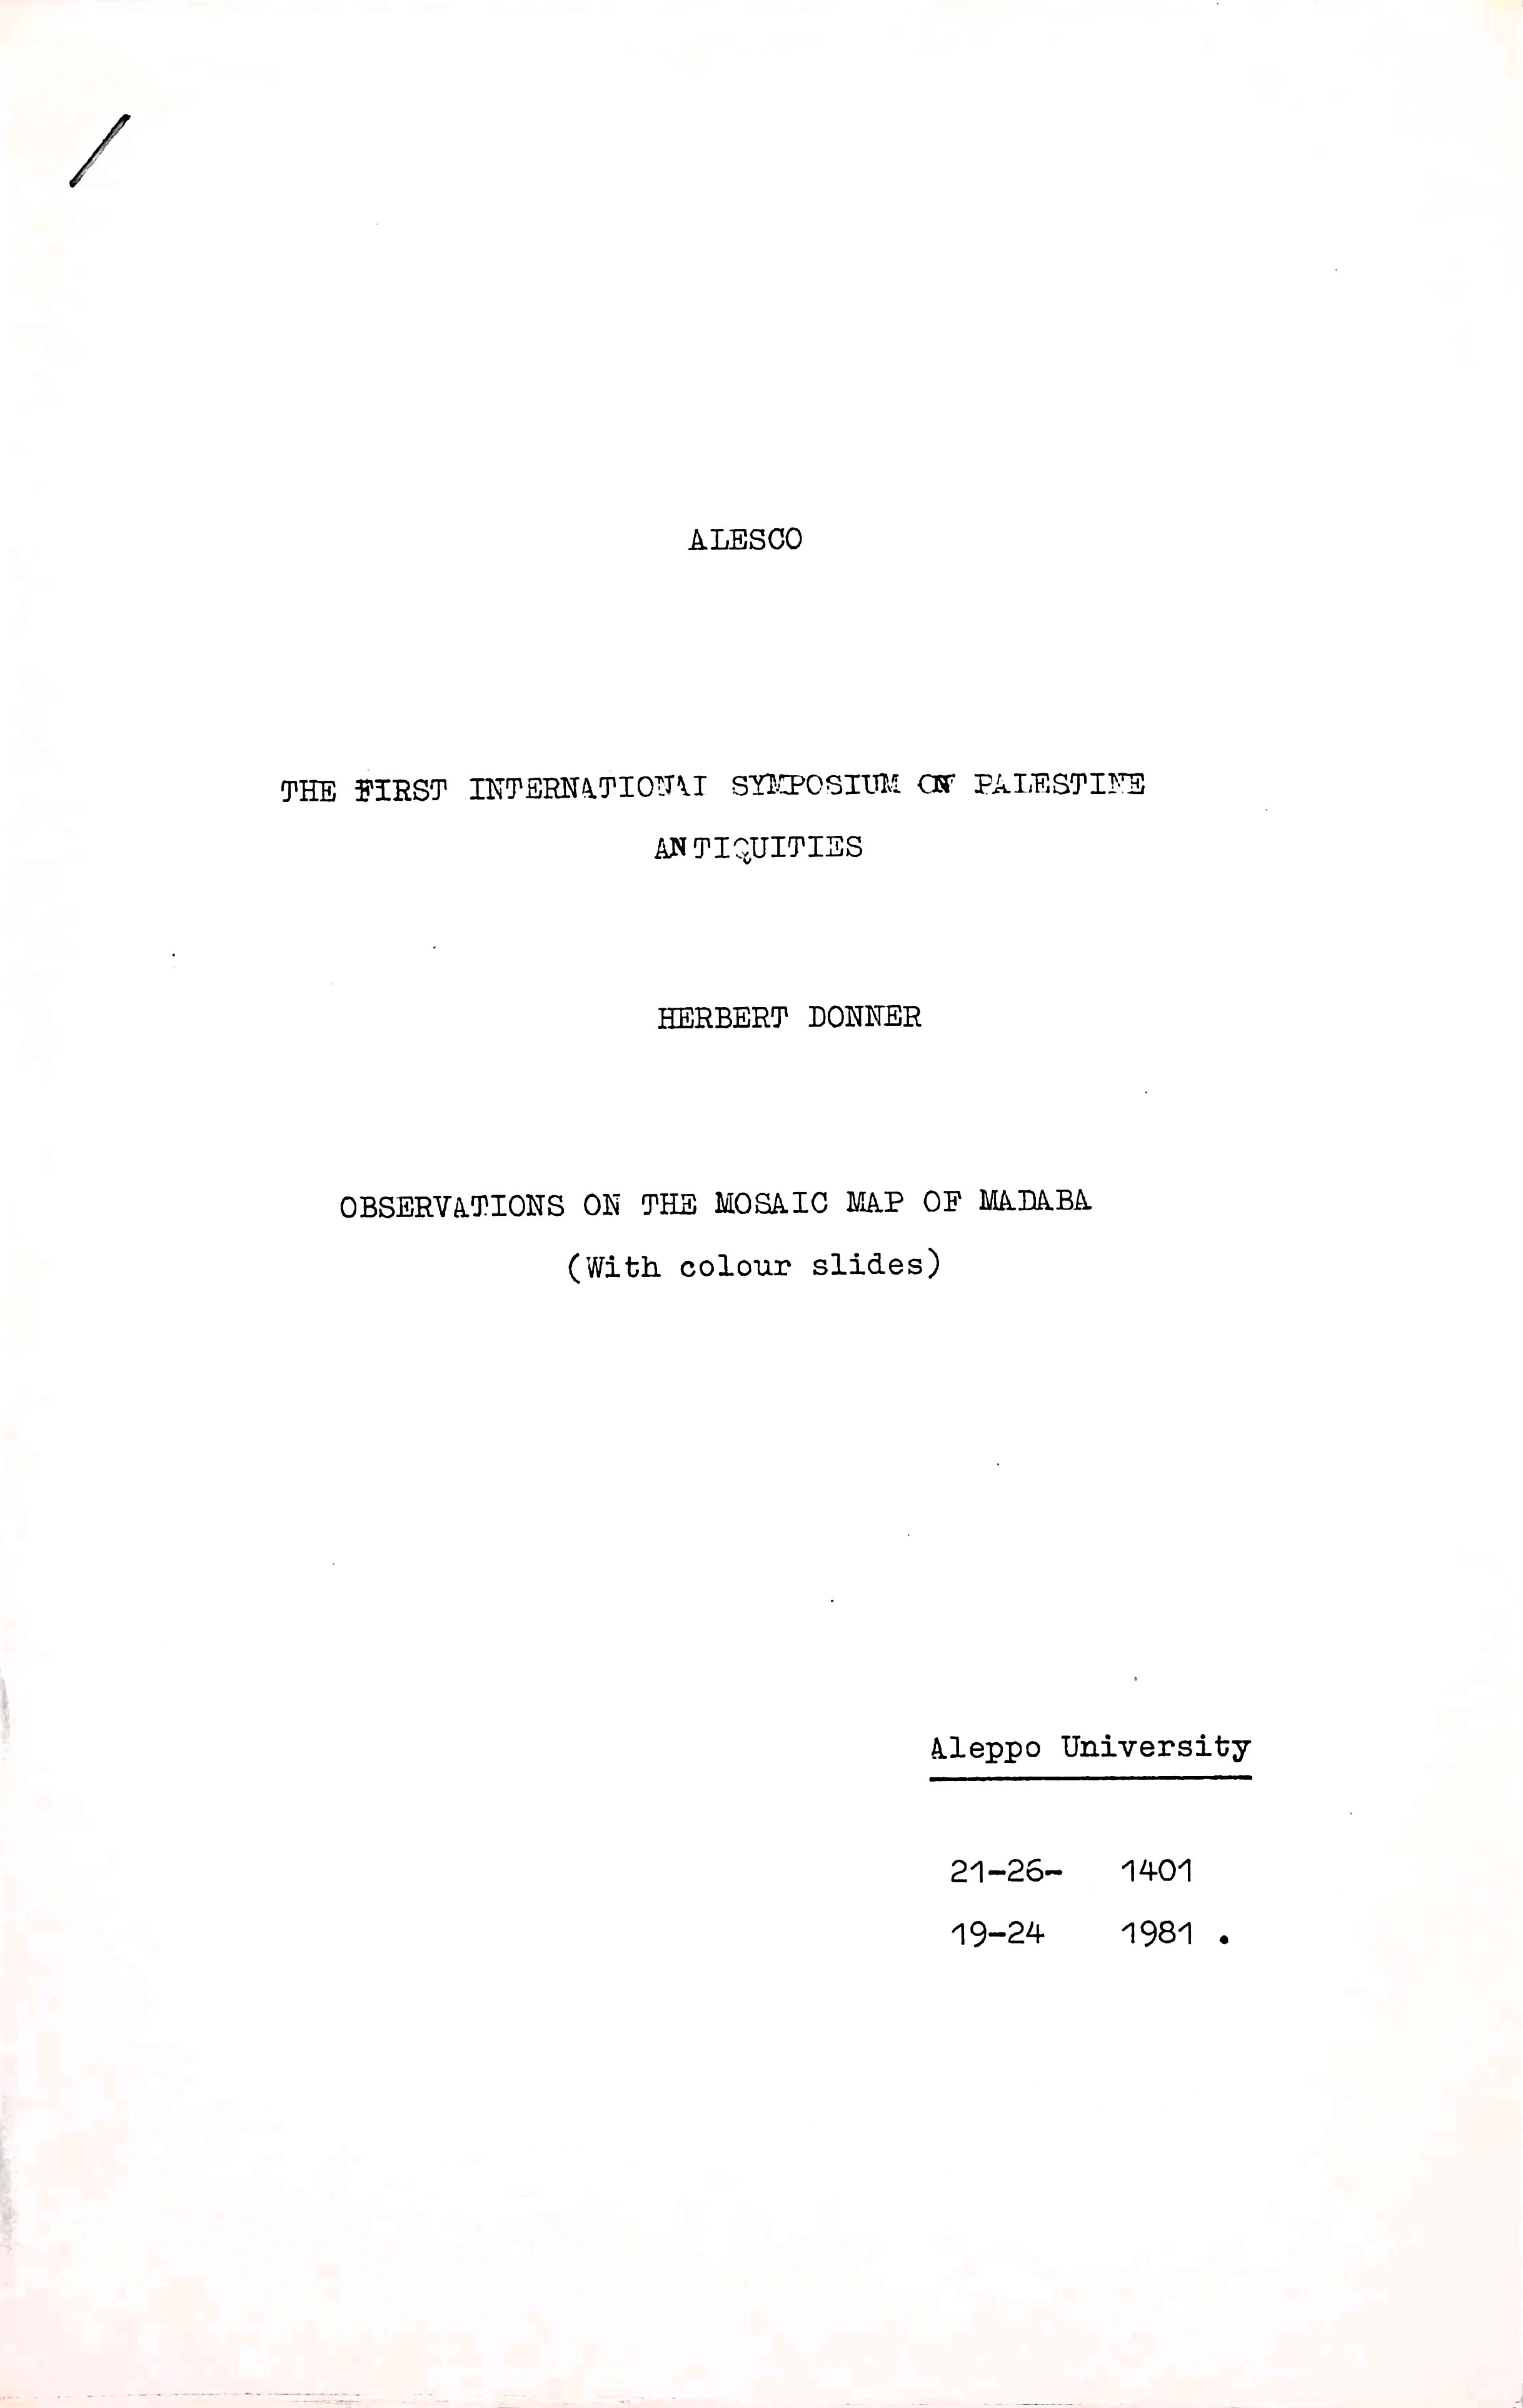 ALESCO
THE FIRST INTERNATIONAL SYMPOSIUM ON PALESTINE
ANTIQUITIES
HERBERT DONNER
OBSERVATIONS ON THE MOSAIC MAP OF MADABA
(With colour slides)
Aleppo University
21-26- 1401
19-24 1981 .